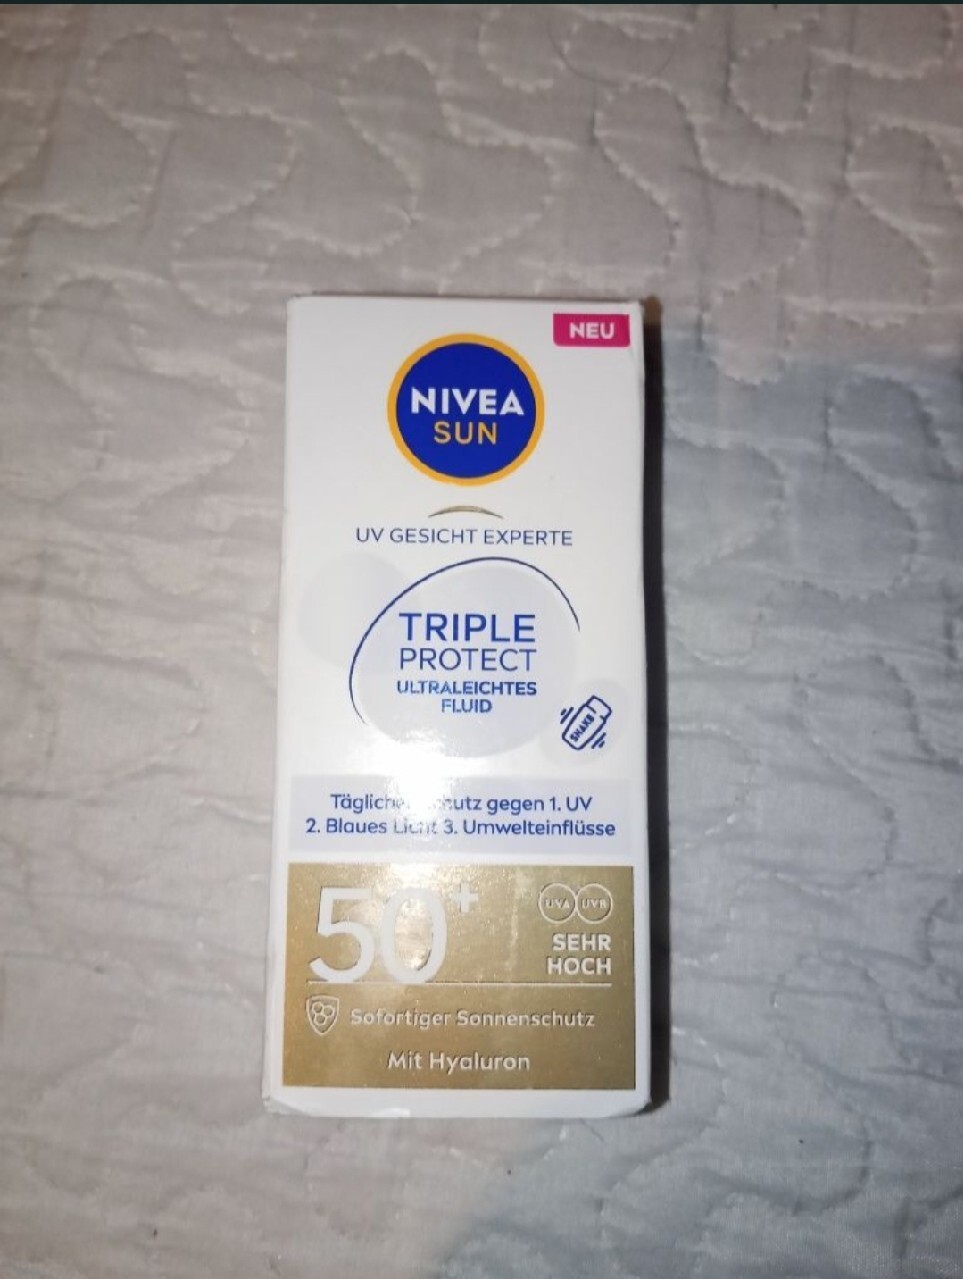 NEU
NIVEA
SUN
UV GESICHT EXPERTE
TRIPLE
PROTECT
ULTRALEICHTES
FLUID
SHAKE!
gegen 1. UV
2. Blaues Licht 3. Umwelteinflüsse
50+
UVA UVB
SEHR
HOCH
Sofortiger Sonnenschutz
Mit Hyaluron